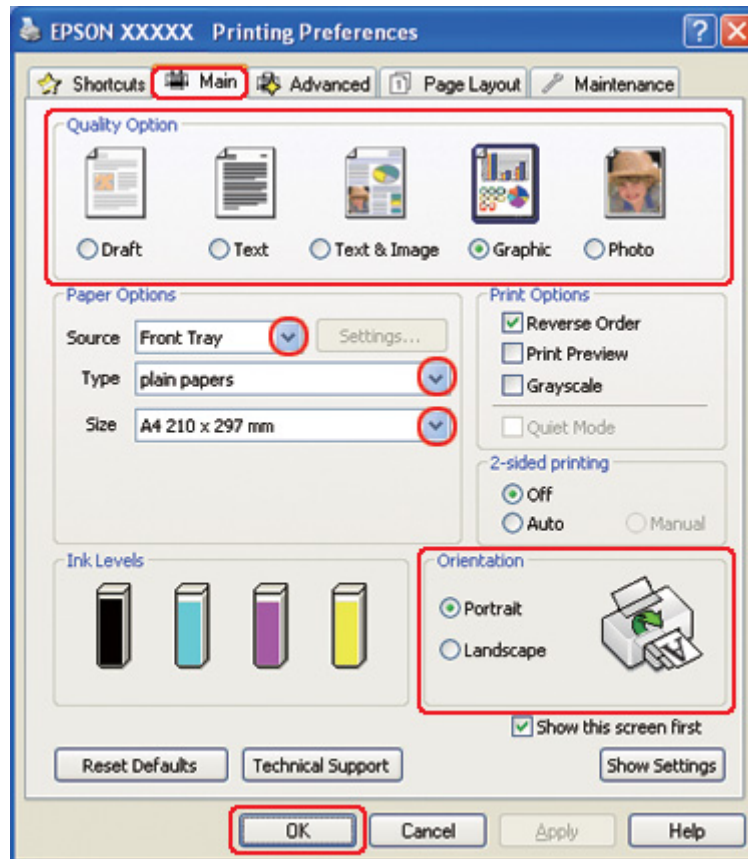 EPSON XXXXX Printing Preferences
Shortcuts Main Advanced Page Layout Maintenance
Quality Option
Draft Text Text & Image Graphic Photo
Paper Options
Source Front Tray Settings...
Type plain papers
Size A4 210 x 297 mm
Print Options
Reverse Order
Print Preview
Grayscale
Quiet Mode
2-sided printing
Off
Auto Manual
Ink Levels
Orientation
Portrait
Landscape
Show this screen first
Reset Defaults Technical Support Show Settings
OK Cancel Apply Help